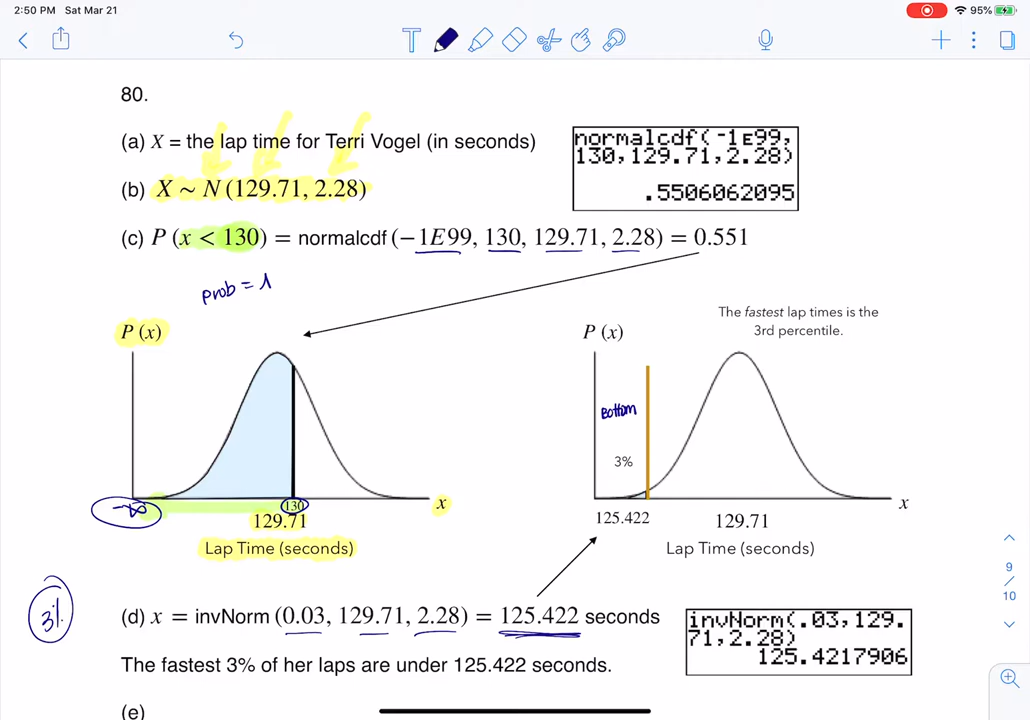 2:50 PM Sat Mar 21
95%
T
80.
(a) X = the lap time for Terri Vogel (in seconds)
(b) X ~ N (129.71, 2.28)
(c) P (x < 130) = normalcdf (−1E99, 130, 129.71, 2.28) = 0.551
normalcdf(-1E99,
130,129.71,2.28)
.5506062095
prob = 1
P (x)
130
-∞
x
129.71
Lap Time (seconds)
P (x)
The fastest lap times is the
3rd percentile.
Bottom
3%
x
125.422
129.71
Lap Time (seconds)
3%
(d) x = invNorm (0.03, 129.71, 2.28) = 125.422 seconds
The fastest 3% of her laps are under 125.422 seconds.
invNorm(.03,129.
71,2.28)
125.4217906
(e)
9
/
10